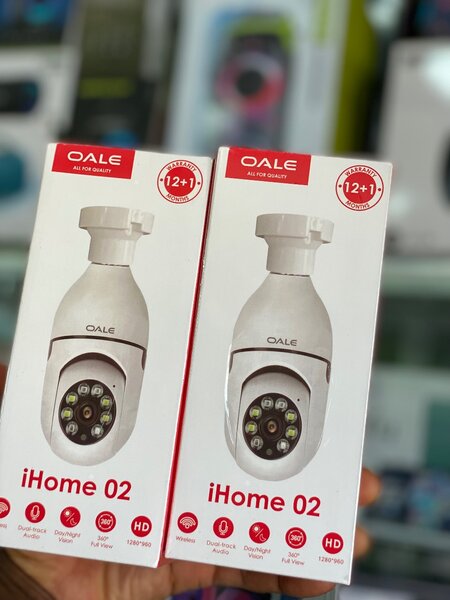 OALE
ALL FOR QUALITY
WARRANTY
12+1
MONTHS
OALE
iHome 02
Dual-track
Audio
Day/Night
Vision
360°
360°
Full View
HD
1280*960
OALE
ALL FOR QUALITY
WARRANTY
12+1
MONTHS
OALE
iHome 02
Wireless
Dual-track
Audio
Day/Night
Vision
360°
360°
Full View
HD
1280*960